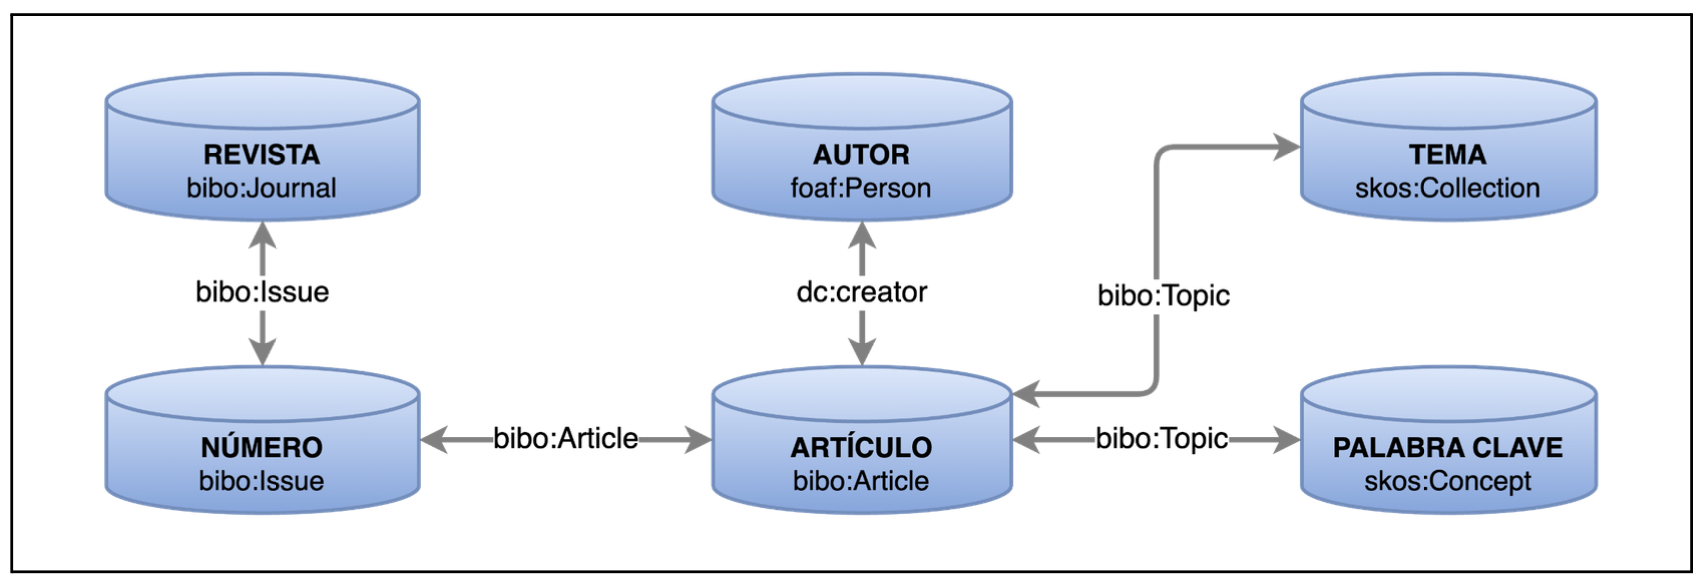 REVISTA
bibo:Journal
AUTOR
foaf:Person
TEMA
skos:Collection
bibo:Issue
dc:creator
bibo:Topic
NÚMERO
bibo:Issue
bibo:Article
ARTÍCULO
bibo:Article
bibo:Topic
PALABRA CLAVE
skos:Concept